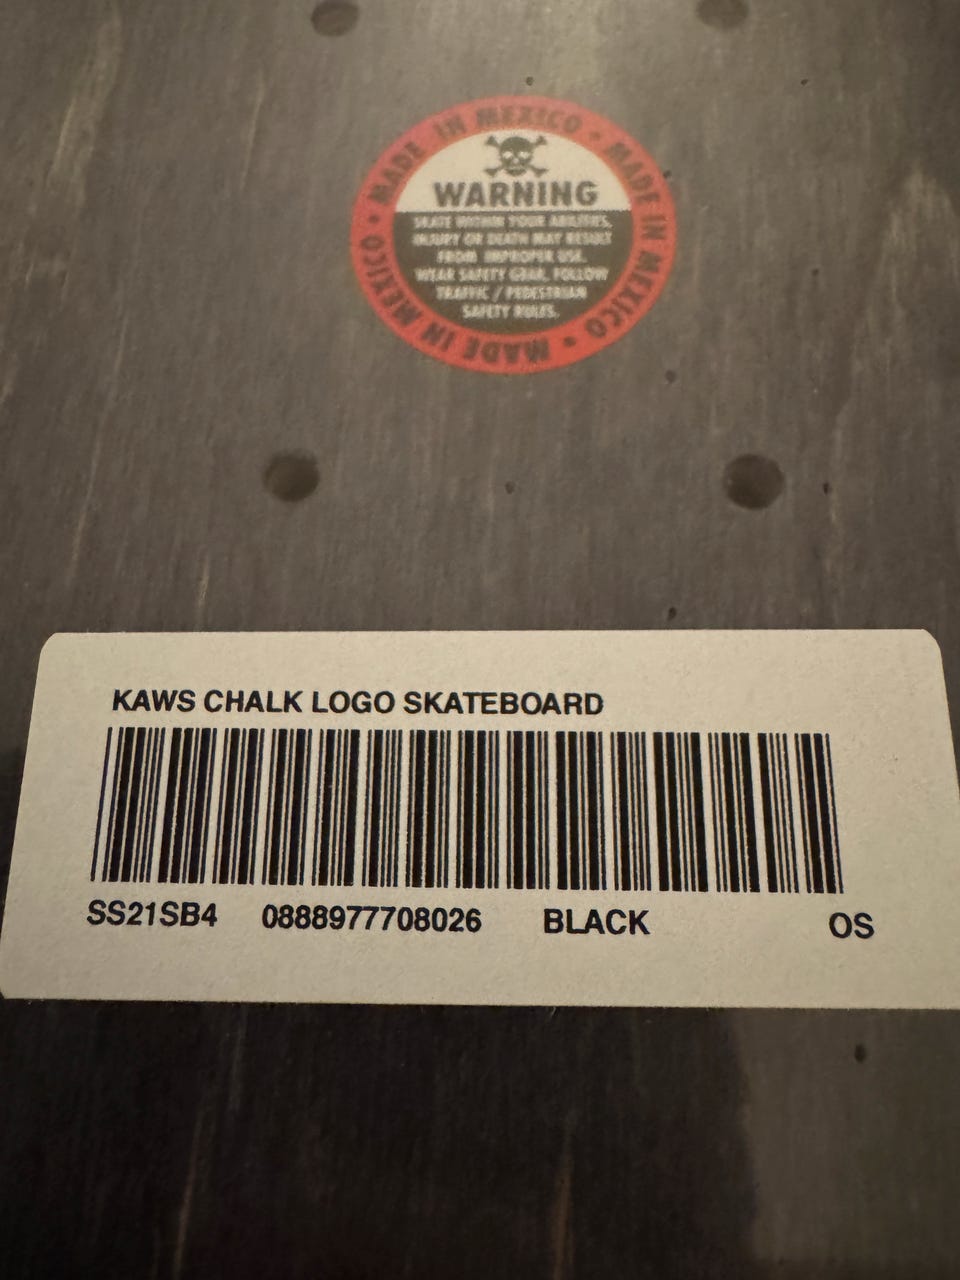 MADE IN MEXICO • MADE IN MEXICO • MADE IN MEXICO •
WARNING
SKATE WITHIN YOUR ABILITIES.
INJURY OR DEATH MAY RESULT
FROM IMPROPER USE.
WEAR SAFETY GEAR. FOLLOW
TRAFFIC / PEDESTRIAN
SAFETY RULES.
KAWS CHALK LOGO SKATEBOARD
SS21SB4 0888977708026 BLACK OS